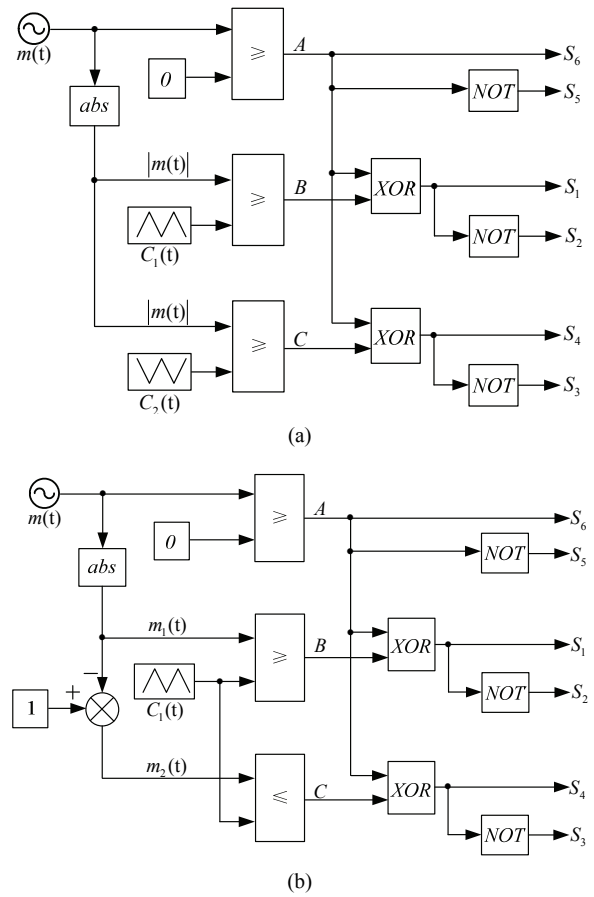 m(t)
0
≥
A
S₆
NOT
S₅
abs
|m(t)|
C₁(t)
≥
B
XOR
S₁
NOT
S₂
|m(t)|
C₂(t)
≥
C
XOR
S₄
NOT
S₃
(a)
m(t)
0
≥
A
S₆
NOT
S₅
abs
m₁(t)
C₁(t)
≥
B
XOR
S₁
NOT
S₂
1
+
−
m₂(t)
≤
C
XOR
S₄
NOT
S₃
(b)